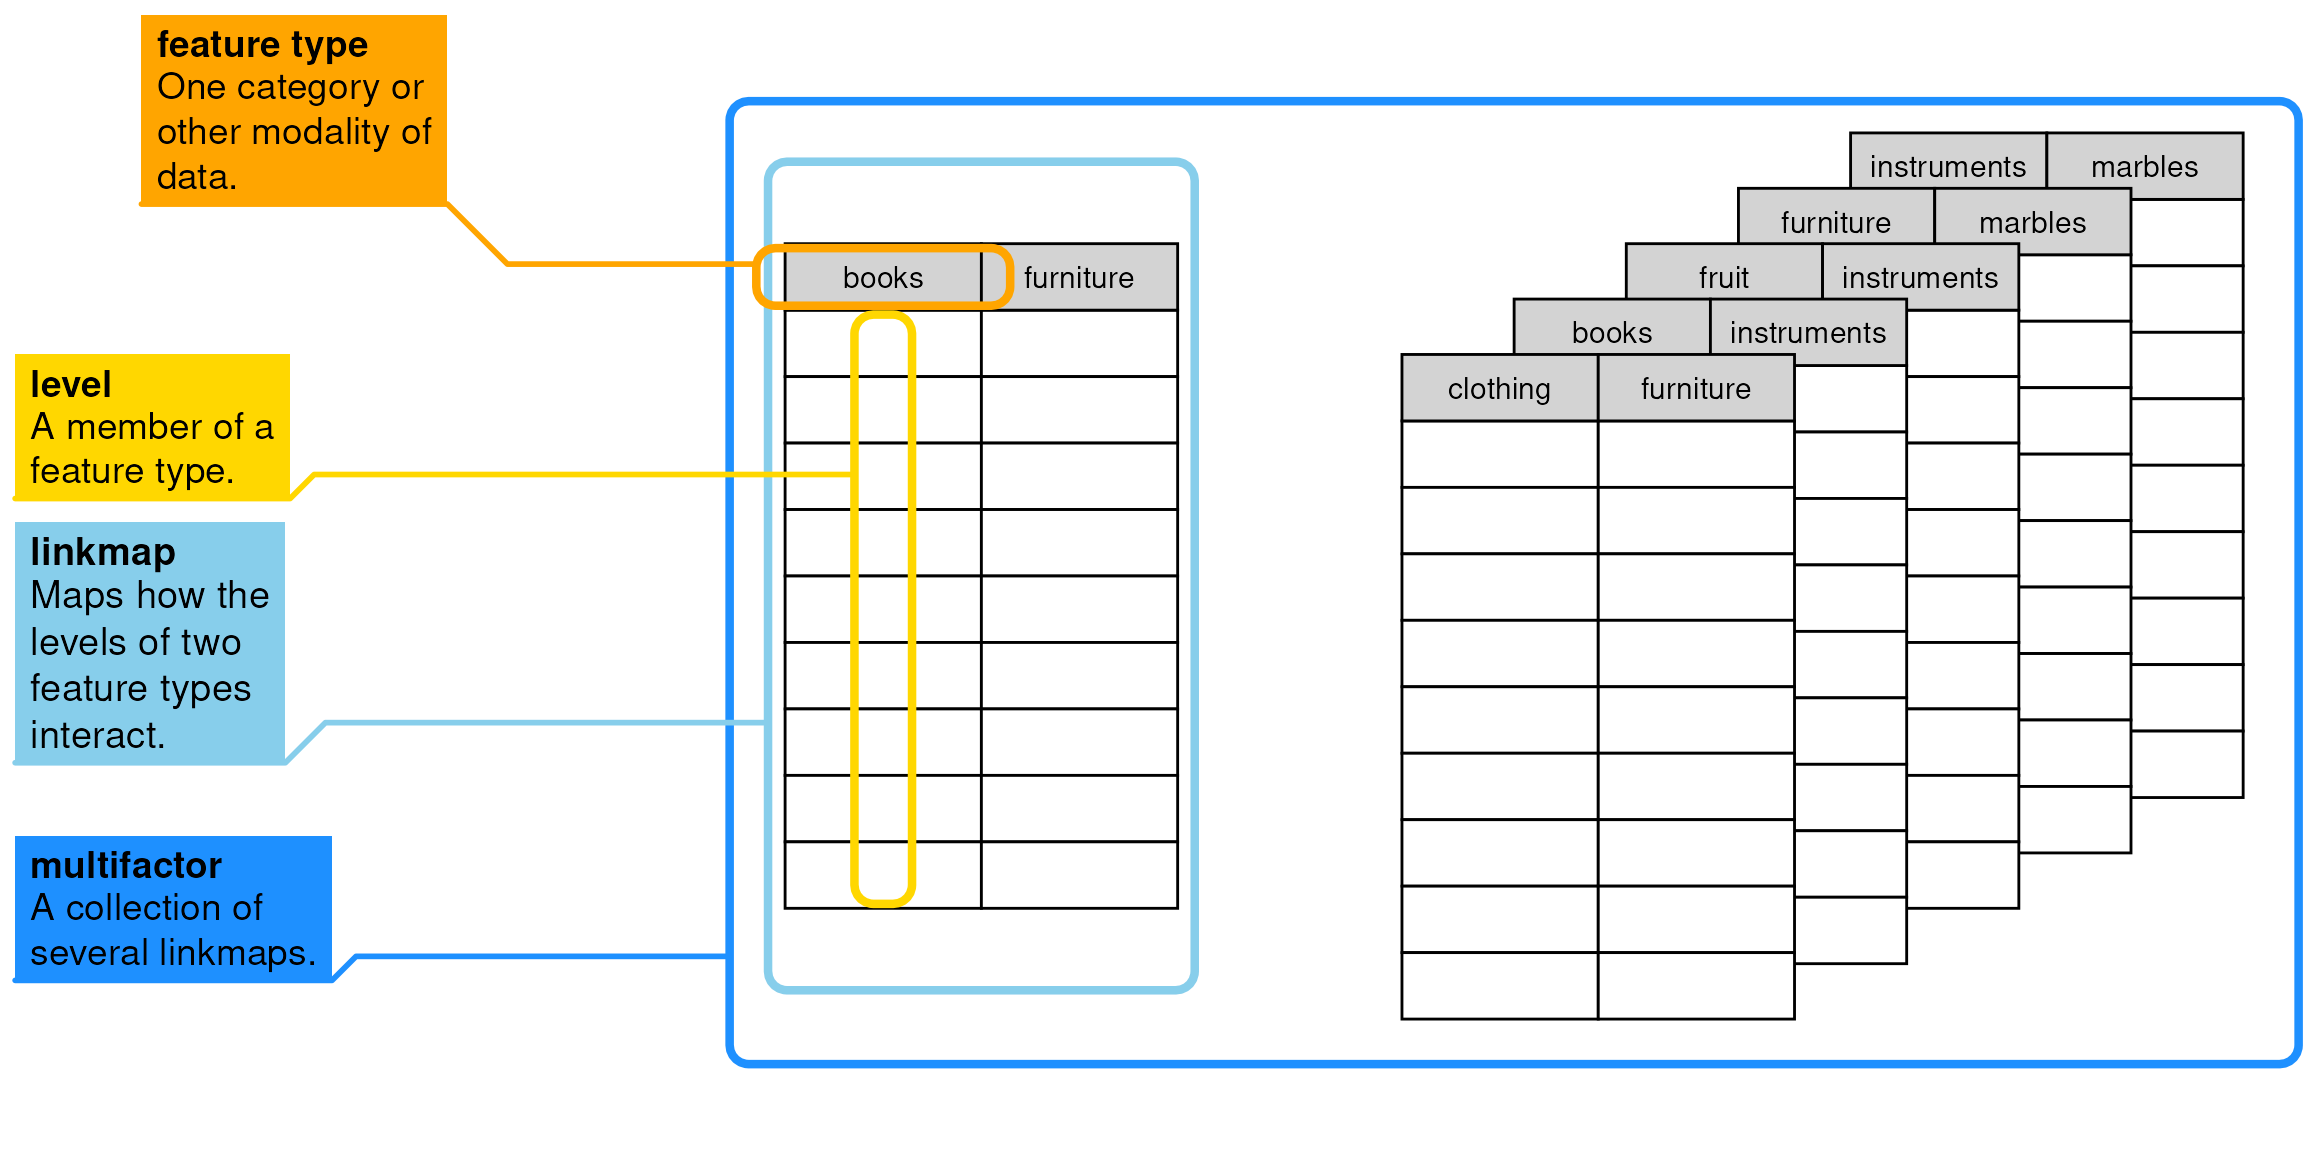 feature type
One category or
other modality of
data.
level
A member of a
feature type.
linkmap
Maps how the
levels of two
feature types
interact.
multifactor
A collection of
several linkmaps.
books furniture
instruments marbles
furniture marbles
fruit instruments
books instruments
clothing furniture